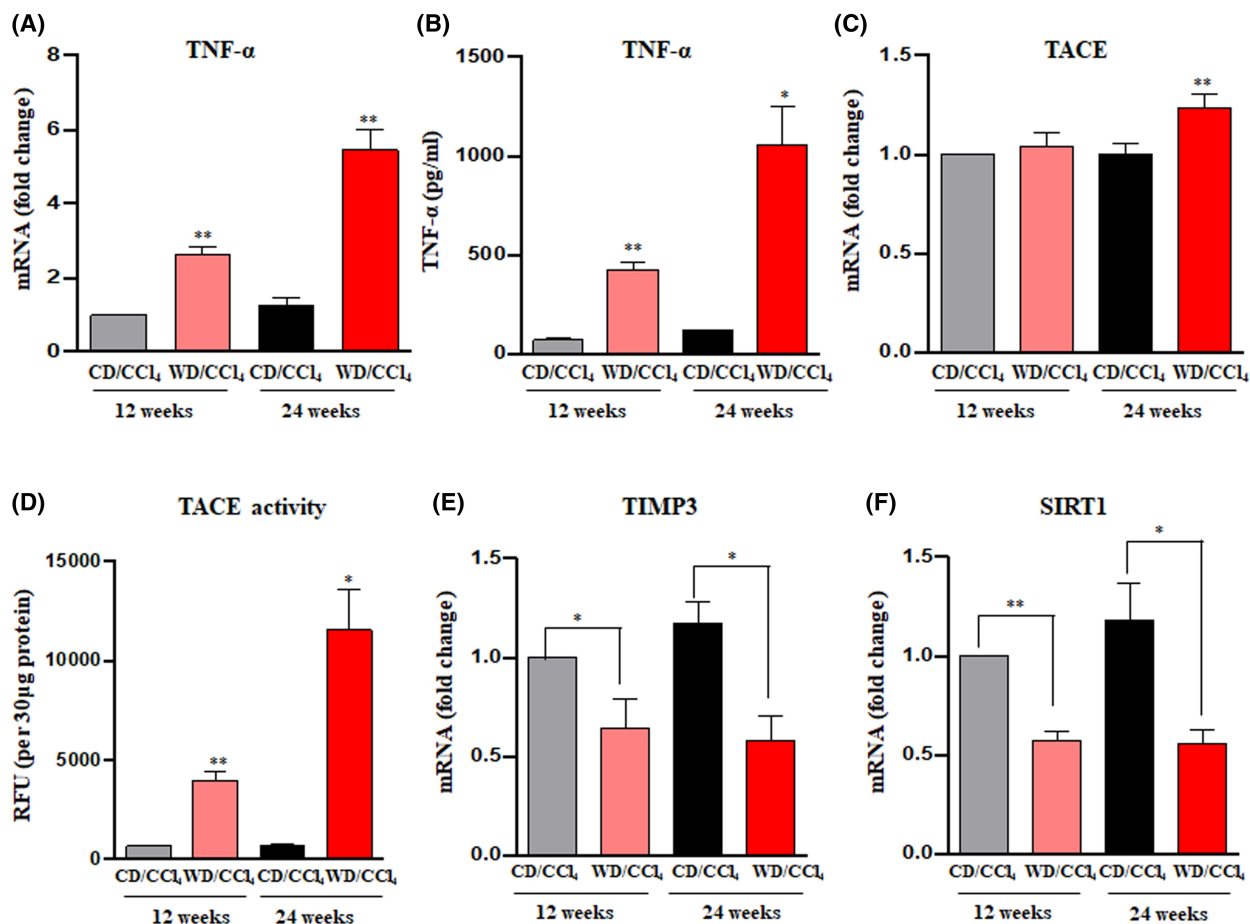 (A)
TNF-α
mRNA (fold change)
8
6
4
2
0
**
**
CD/CCl₄ WD/CCl₄ CD/CCl₄ WD/CCl₄
12 weeks 24 weeks
(B)
TNF-α
TNF-α (pg/ml)
1500
1000
500
0
**
*
CD/CCl₄ WD/CCl₄ CD/CCl₄ WD/CCl₄
12 weeks 24 weeks
(C)
TACE
mRNA (fold change)
1.5
1.0
0.5
0.0
**
CD/CCl₄ WD/CCl₄ CD/CCl₄ WD/CCl₄
12 weeks 24 weeks
(D)
TACE activity
RFU (per 30µg protein)
15000
10000
5000
0
**
*
CD/CCl₄ WD/CCl₄ CD/CCl₄ WD/CCl₄
12 weeks 24 weeks
(E)
TIMP3
mRNA (fold change)
1.5
1.0
0.5
0.0
*
*
CD/CCl₄ WD/CCl₄ CD/CCl₄ WD/CCl₄
12 weeks 24 weeks
(F)
SIRT1
mRNA (fold change)
1.5
1.0
0.5
0.0
**
*
CD/CCl₄ WD/CCl₄ CD/CCl₄ WD/CCl₄
12 weeks 24 weeks